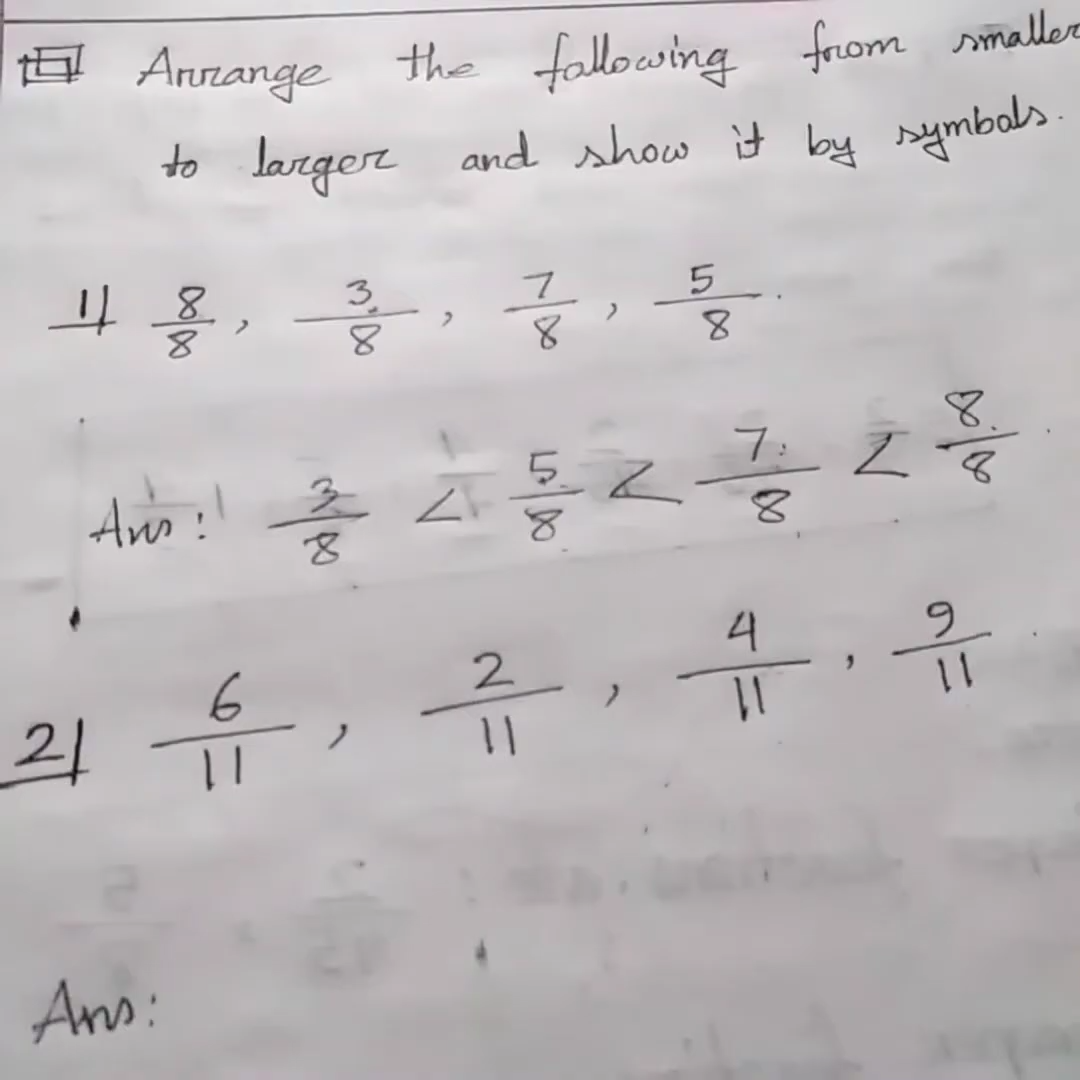 Arrange the following from smaller
to larger and show it by symbols.
1) 8/8, 3/8, 7/8, 5/8.
Ans: 3/8 < 5/8 < 7/8 < 8/8
2) 6/11, 2/11, 4/11, 9/11
Ans: